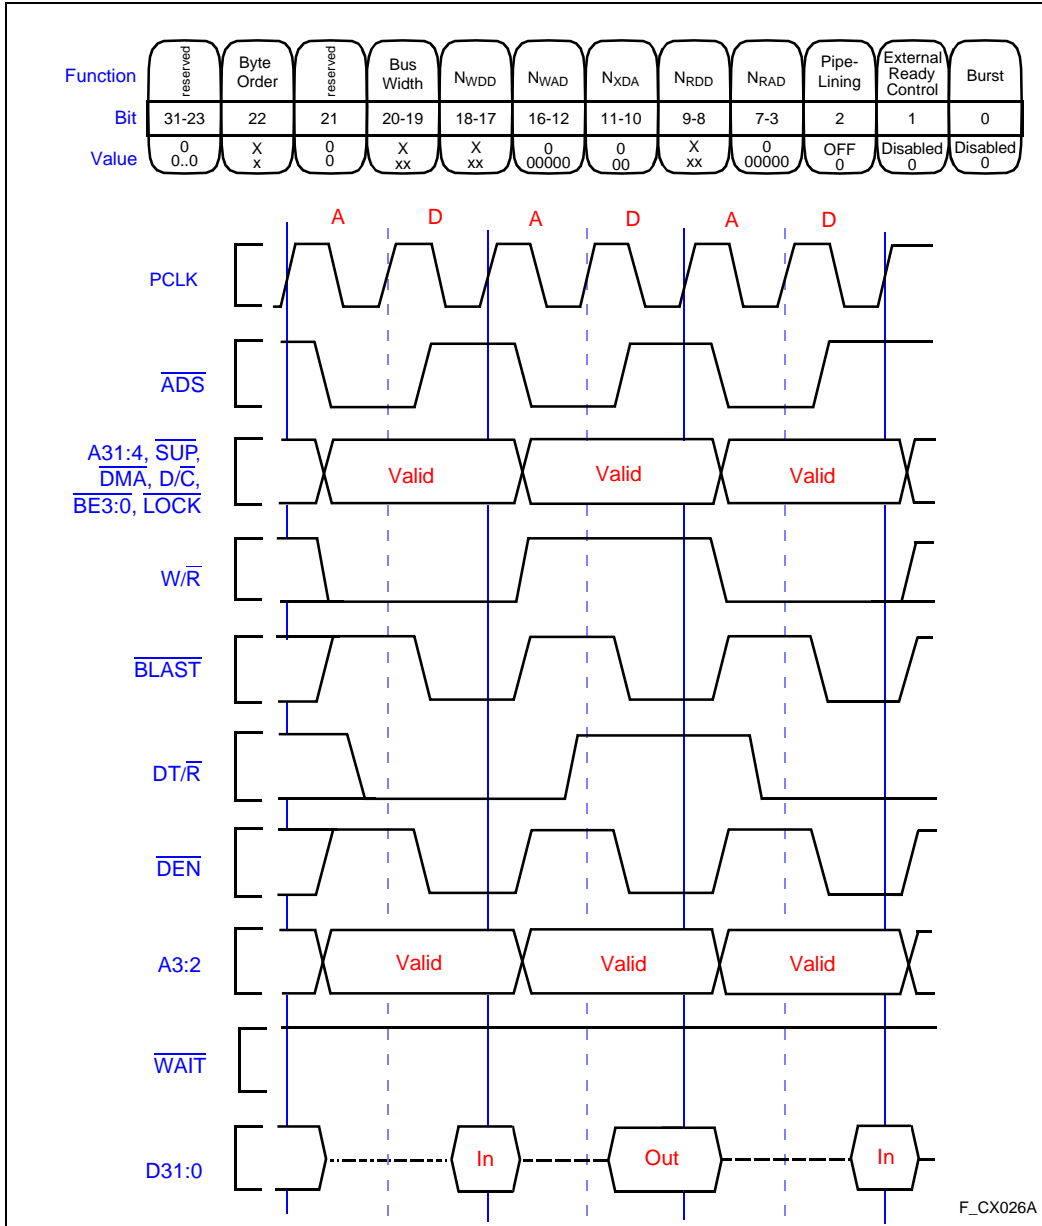 Function reserved Byte Order reserved Bus Width NWDD NWAD NXDA NRDD NRAD Pipe-Lining External Ready Control Burst
Bit 31-23 22 21 20-19 18-17 16-12 11-10 9-8 7-3 2 1 0
Value 0 X 0 X X 0 0 X 0 OFF Disabled Disabled
0..0 x 0 xx xx 00000 00 xx 00000 0 0 0
A D A D A D
PCLK
ADS
A31:4, SUP,
DMA, D/C,
BE3:0, LOCK
Valid Valid Valid
W/R
BLAST
DT/R
DEN
A3:2 Valid Valid Valid
WAIT
D31:0 In Out In
F_CX026A